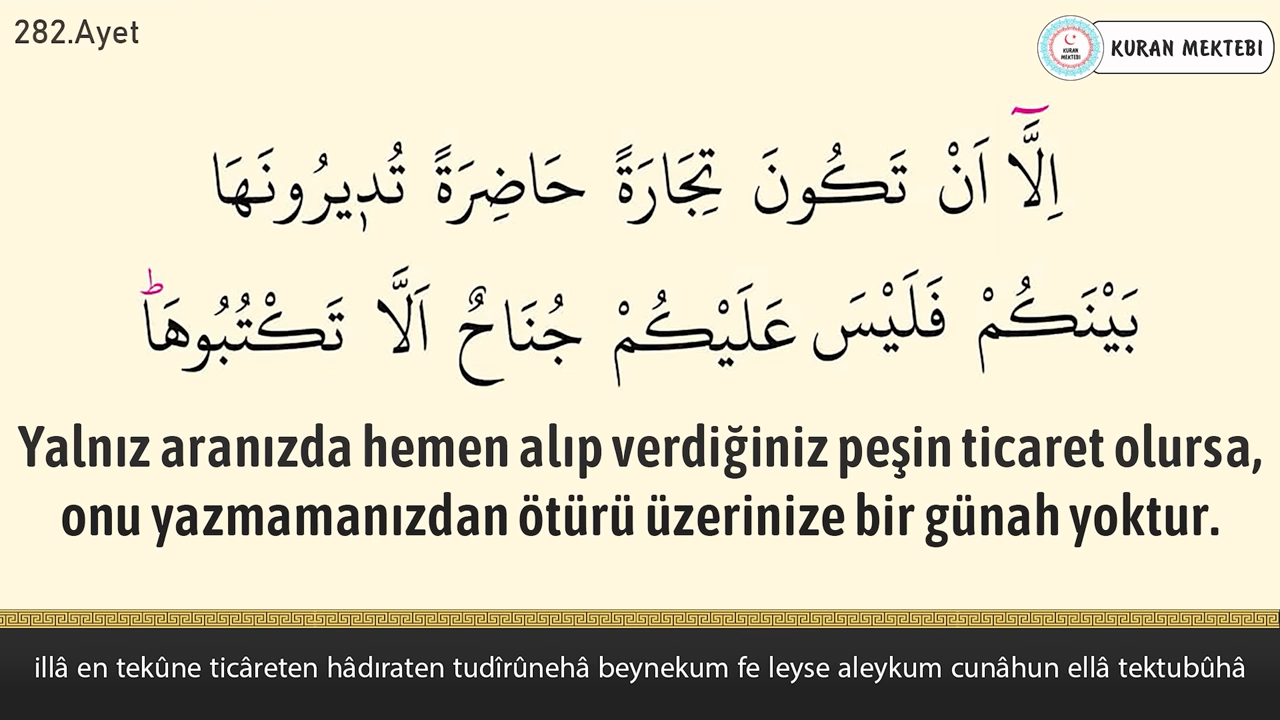 282.Ayet
KURAN MEKTEBI
KURAN
MEKTEBI
اِلَّٓا اَنْ تَكُونَ تِجَارَةً حَاضِرَةً تُد۪يرُونَهَا
بَيْنَكُمْ فَلَيْسَ عَلَيْكُمْ جُنَاحٌ اَلَّا تَكْتُبُوهَاۜ
Yalnız aranızda hemen alıp verdiğiniz peşin ticaret olursa,
onu yazmamanızdan ötürü üzerinize bir günah yoktur.
illâ en tekûne ticâreten hâdıraten tudîrûnehâ beynekum fe leyse aleykum cunâhun ellâ tektubûhâ